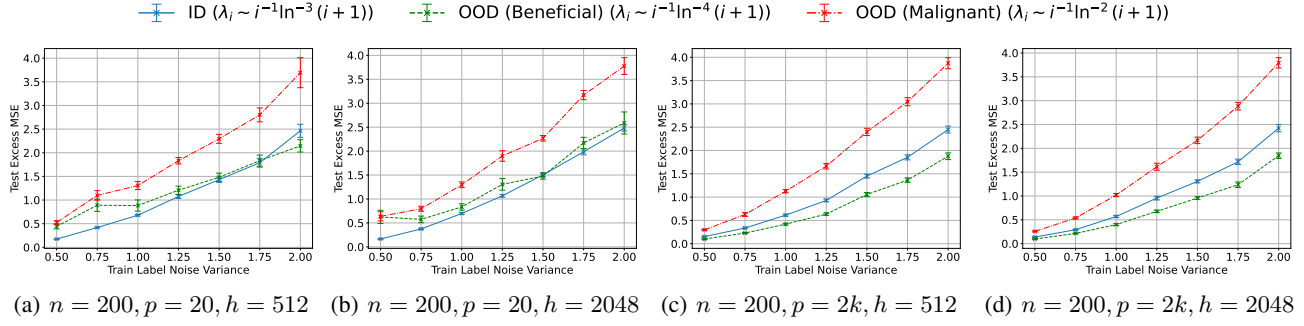 ID (λᵢ ~ i⁻¹ln⁻³(i + 1)) OOD (Beneficial) (λᵢ ~ i⁻¹ln⁻⁴(i + 1)) OOD (Malignant) (λᵢ ~ i⁻¹ln⁻²(i + 1))
Test Excess MSE
4.0
3.5
3.0
2.5
2.0
1.5
1.0
0.5
0.0
0.50 0.75 1.00 1.25 1.50 1.75 2.00
Train Label Noise Variance
(a) n = 200, p = 20, h = 512
Test Excess MSE
4.0
3.5
3.0
2.5
2.0
1.5
1.0
0.5
0.0
0.50 0.75 1.00 1.25 1.50 1.75 2.00
Train Label Noise Variance
(b) n = 200, p = 20, h = 2048
Test Excess MSE
4.0
3.5
3.0
2.5
2.0
1.5
1.0
0.5
0.0
0.50 0.75 1.00 1.25 1.50 1.75 2.00
Train Label Noise Variance
(c) n = 200, p = 2k, h = 512
Test Excess MSE
4.0
3.5
3.0
2.5
2.0
1.5
1.0
0.5
0.0
0.50 0.75 1.00 1.25 1.50 1.75 2.00
Train Label Noise Variance
(d) n = 200, p = 2k, h = 2048